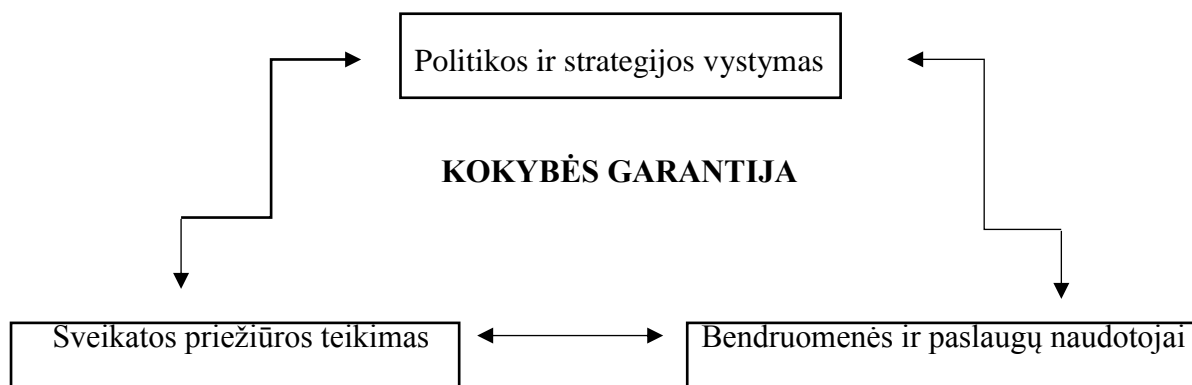 Politikos ir strategijos vystymas
KOKYBĖS GARANTIJA
Sveikatos priežiūros teikimas
Bendruomenės ir paslaugų naudotojai